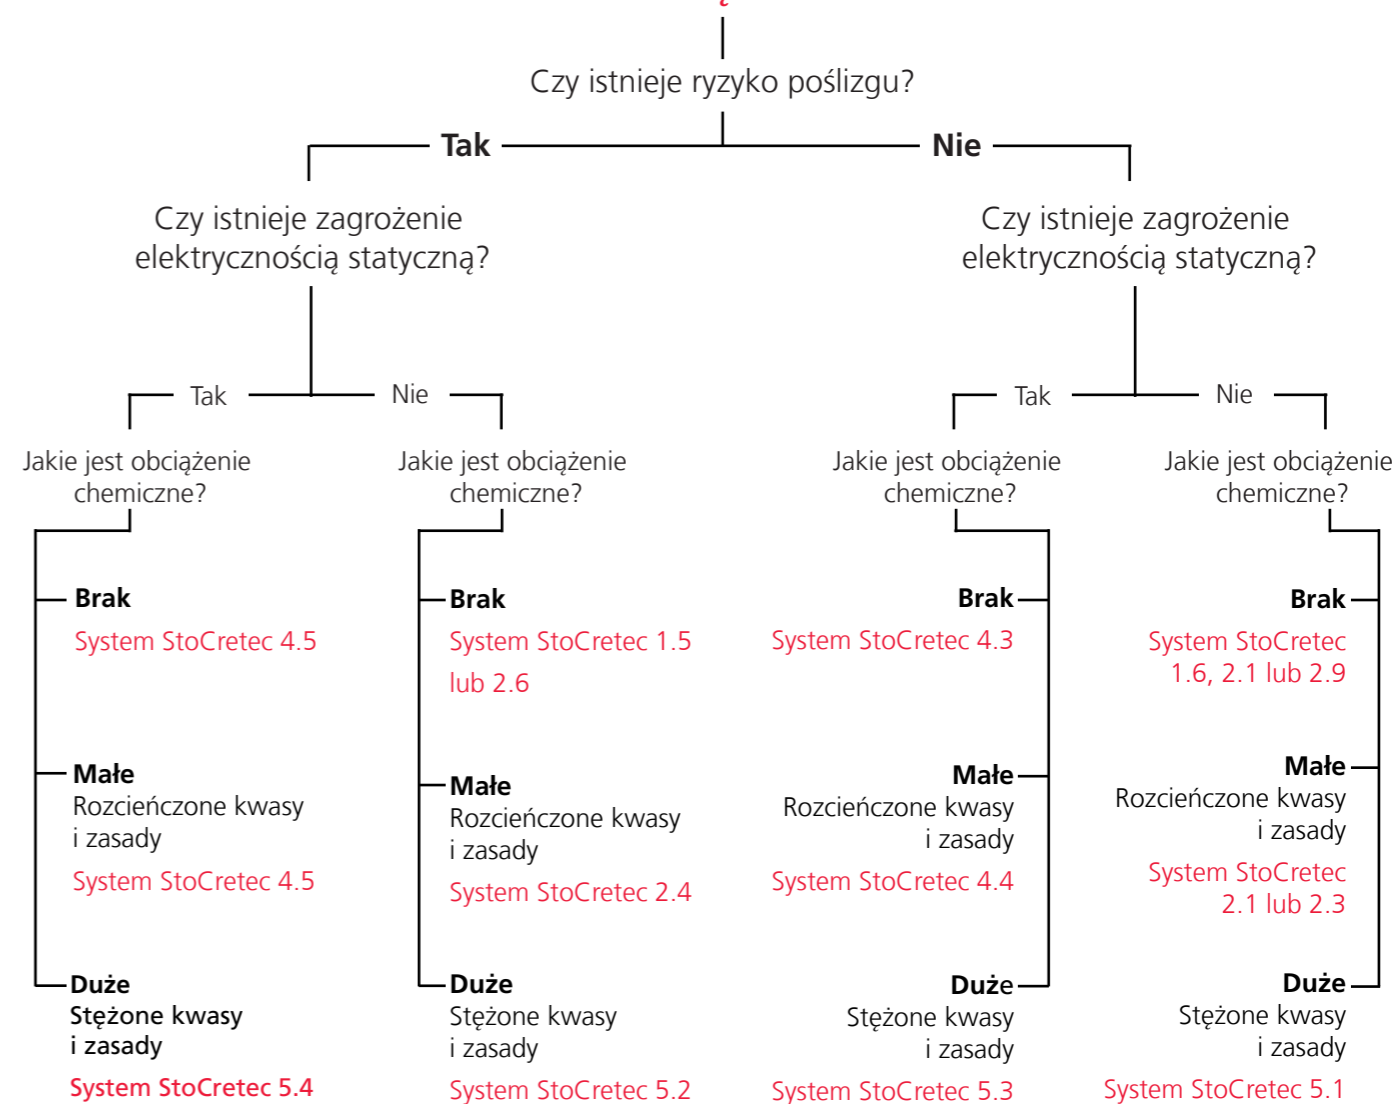 Czy istnieje ryzyko poślizgu?
Tak
Nie
Czy istnieje zagrożenie
elektrycznością statyczną?
Czy istnieje zagrożenie
elektrycznością statyczną?
Tak
Nie
Tak
Nie
Jakie jest obciążenie
chemiczne?
Jakie jest obciążenie
chemiczne?
Jakie jest obciążenie
chemiczne?
Jakie jest obciążenie
chemiczne?
Brak
System StoCretec 4.5
Małe
Rozcieńczone kwasy
i zasady
System StoCretec 4.5
Duże
Stężone kwasy
i zasady
System StoCretec 5.4
Brak
System StoCretec 1.5
lub 2.6
Małe
Rozcieńczone kwasy
i zasady
System StoCretec 2.4
Duże
Stężone kwasy
i zasady
System StoCretec 5.2
Brak
System StoCretec 4.3
Małe
Rozcieńczone kwasy
i zasady
System StoCretec 4.4
Duże
Stężone kwasy
i zasady
System StoCretec 5.3
Brak
System StoCretec
1.6, 2.1 lub 2.9
Małe
Rozcieńczone kwasy
i zasady
System StoCretec
2.1 lub 2.3
Duże
Stężone kwasy
i zasady
System StoCretec 5.1